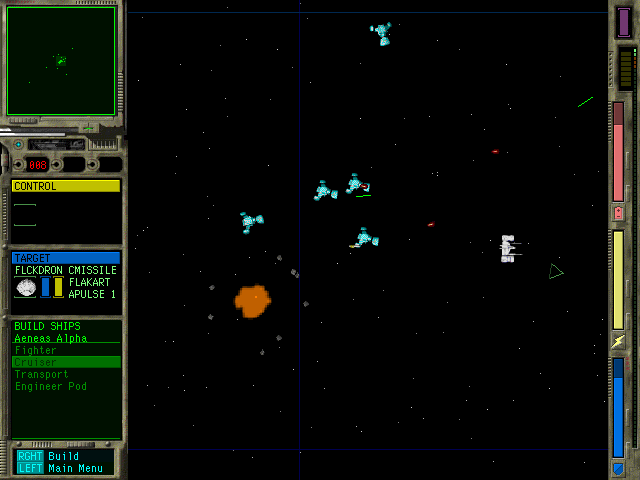 003
CONTROL
TARGET
FLCKDRON CMISSILE
FLAKART
APULSE 1
BUILD SHIPS
Aeneas Alpha
Fighter
Cruiser
Transport
Engineer Pod
RGHT Build
LEFT Main Menu